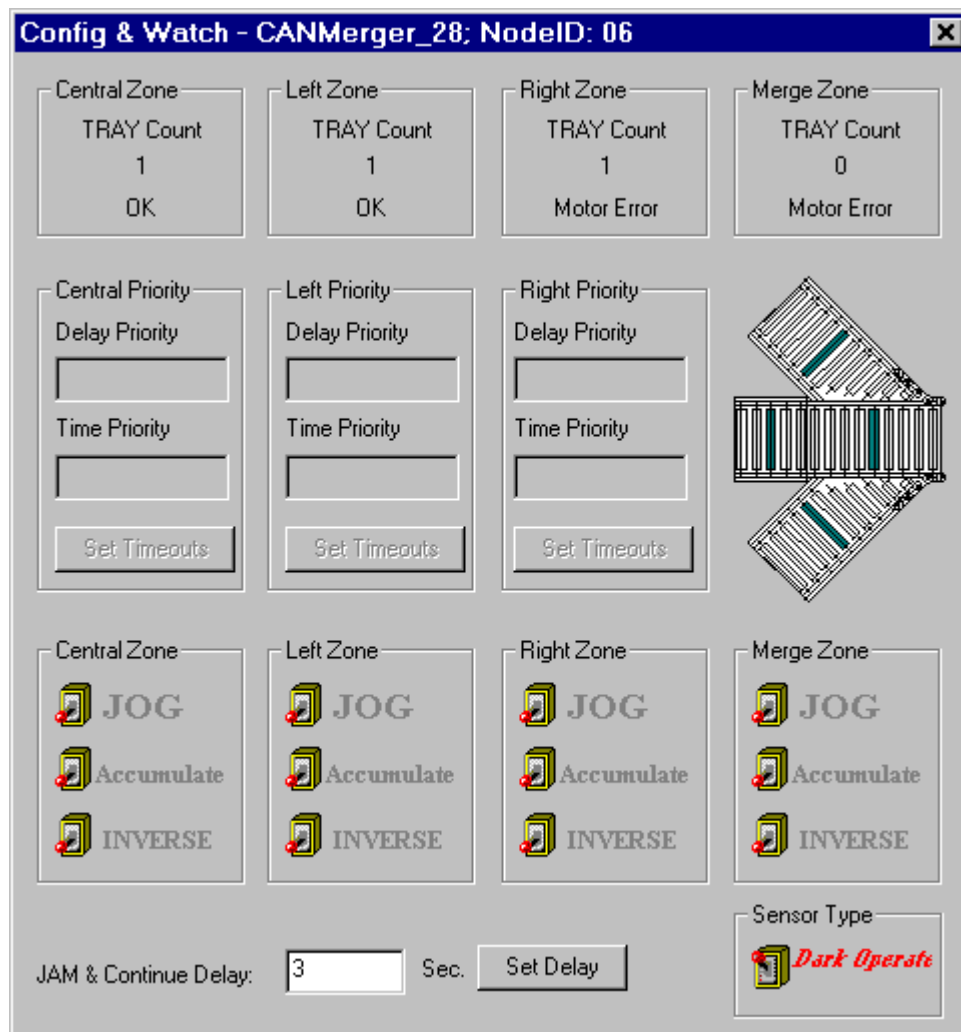 Config & Watch - CANMerger_28; NodeID: 06
Central Zone Left Zone Right Zone Merge Zone
TRAY Count TRAY Count TRAY Count TRAY Count
1 1 1 0
OK OK Motor Error Motor Error
Central Priority Left Priority Right Priority
Delay Priority Delay Priority Delay Priority
Time Priority Time Priority Time Priority
Set Timeouts Set Timeouts Set Timeouts
Central Zone Left Zone Right Zone Merge Zone
JOG JOG JOG JOG
Accumulate Accumulate Accumulate Accumulate
INVERSE INVERSE INVERSE INVERSE
Sensor Type
JAM & Continue Delay: 3 Sec. Set Delay Dark Operate